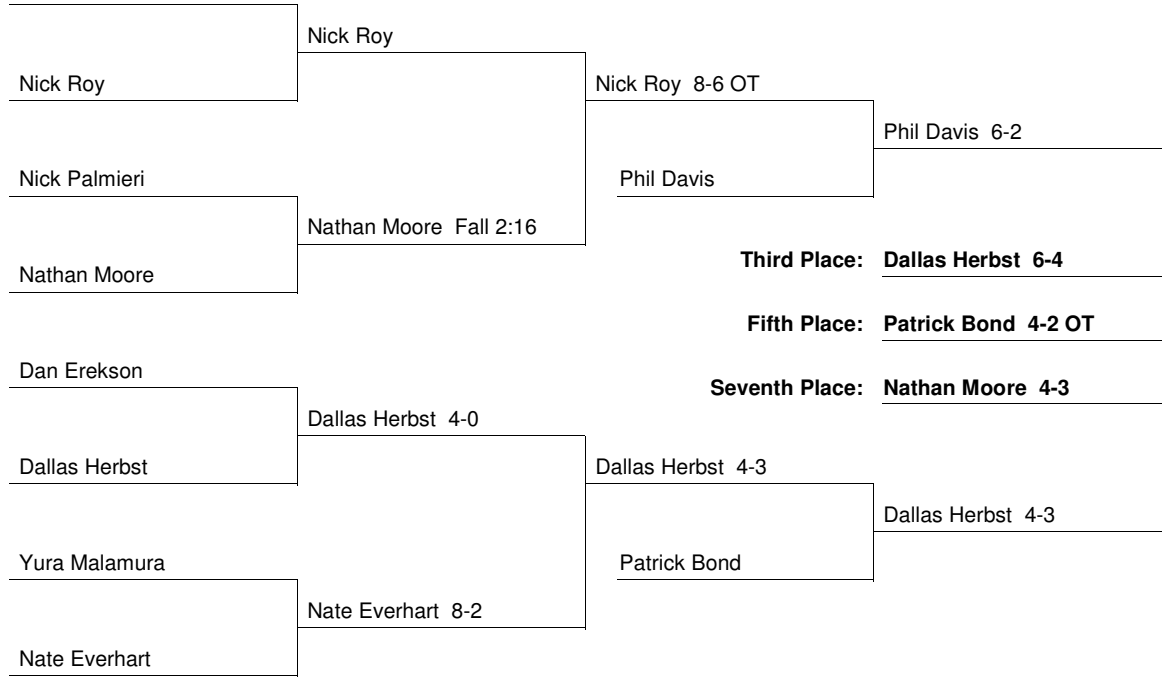 Nick Roy
Nick Roy
Nick Roy 8-6 OT
Phil Davis 6-2
Nick Palmieri
Phil Davis
Nathan Moore Fall 2:16
Third Place: Dallas Herbst 6-4
Nathan Moore
Fifth Place: Patrick Bond 4-2 OT
Dan Erekson
Seventh Place: Nathan Moore 4-3
Dallas Herbst 4-0
Dallas Herbst
Dallas Herbst 4-3
Dallas Herbst 4-3
Yura Malamura
Patrick Bond
Nate Everhart 8-2
Nate Everhart